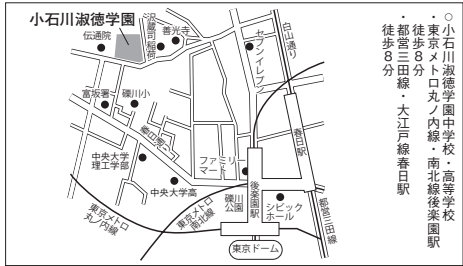 小石川淑徳学園
伝通院
沢蔵司稲荷
善光寺
セブンイレブン
白山通り
富坂署
礫川小
春日駅
中央大学
理工学部
ファミリー
マート
中央大学高
後楽園駅
礫川
公園
シビック
ホール
東京メトロ
丸ノ内線
東京メトロ
南北線
都営三田線
東京ドーム
○小石川淑徳学園中学校・高等学校
・東京メトロ丸ノ内線・南北線後楽園駅
徒歩8分
・都営三田線・大江戸線春日駅
徒歩8分